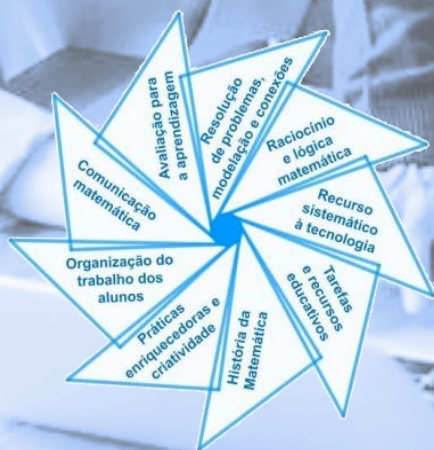 Resolução
de problemas,
modelação e conexões
Raciocínio
e lógica
matemática
Recurso
sistemático
à tecnologia
Tarefas
e recursos
educativos
História da
Matemática
Práticas
enriquecedoras e
criatividade
Organização do
trabalho dos
alunos
Comunicação
matemática
Avaliação para
a aprendizagem